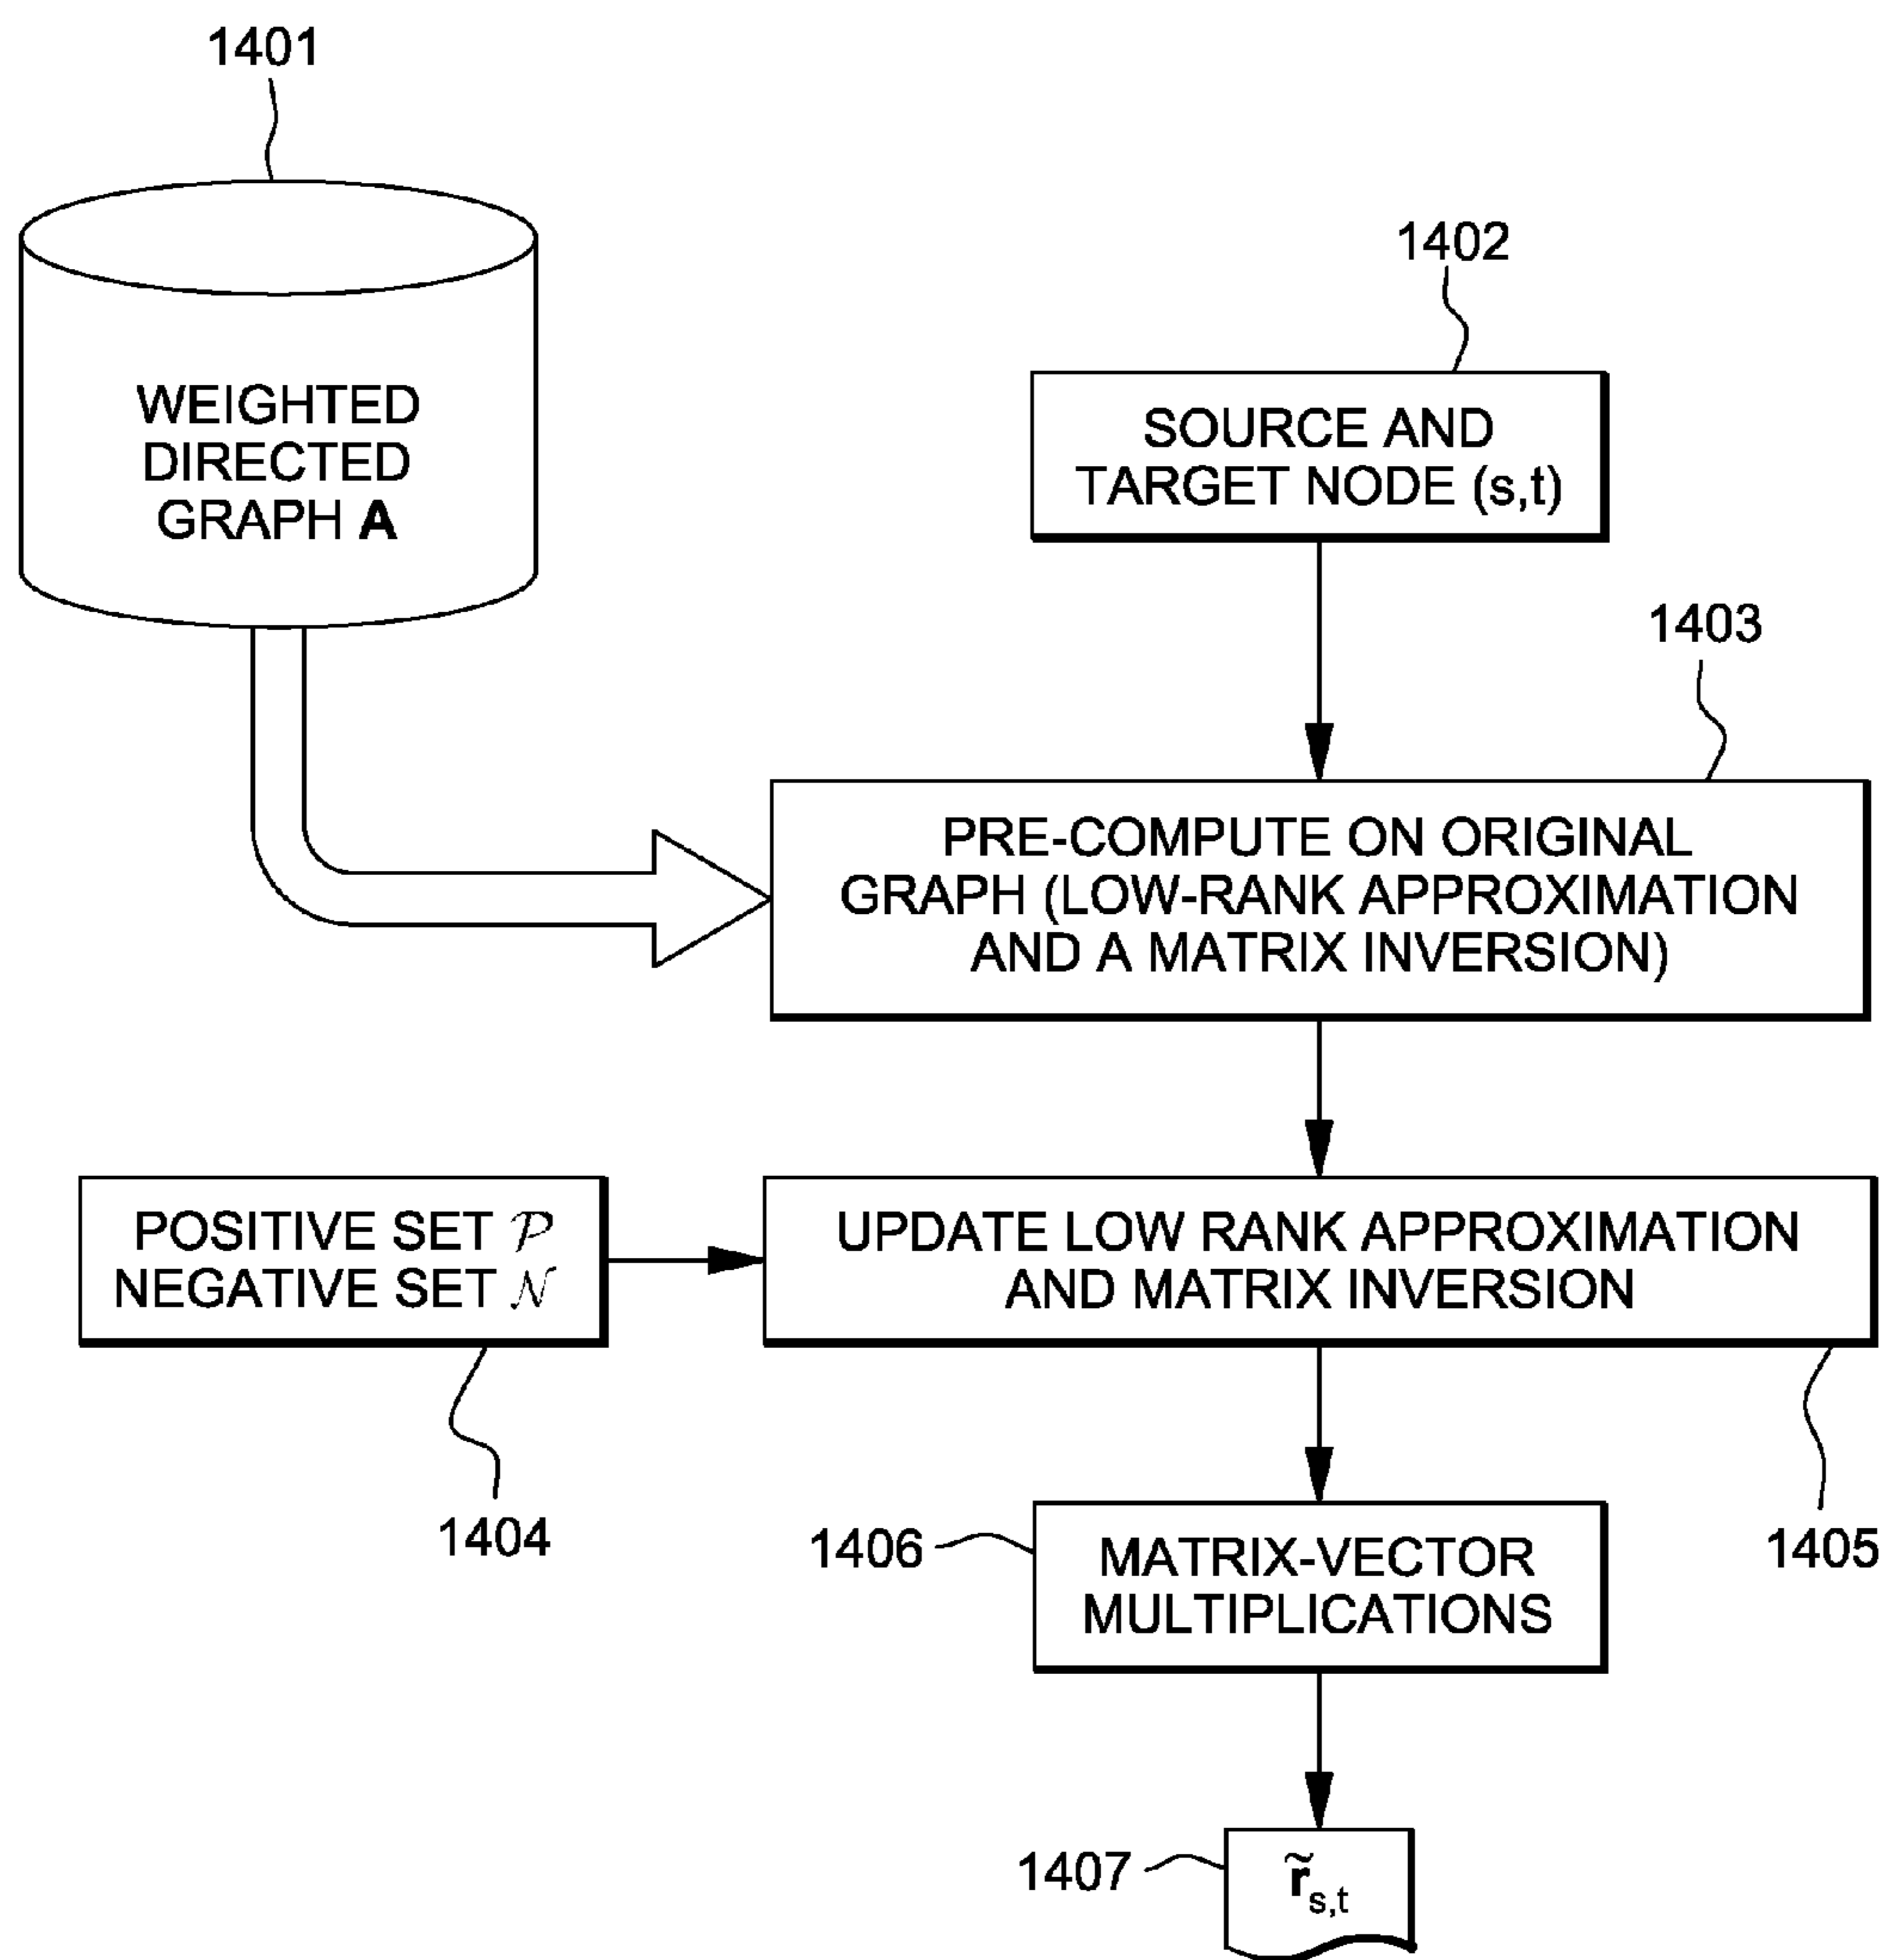 1401
WEIGHTED
DIRECTED
GRAPH A
1402
SOURCE AND
TARGET NODE (s,t)
1403
PRE-COMPUTE ON ORIGINAL
GRAPH (LOW-RANK APPROXIMATION
AND A MATRIX INVERSION)
POSITIVE SET 𝒫
NEGATIVE SET 𝒩
1404
UPDATE LOW RANK APPROXIMATION
AND MATRIX INVERSION
1405
1406
MATRIX-VECTOR
MULTIPLICATIONS
1407
r̃s,t